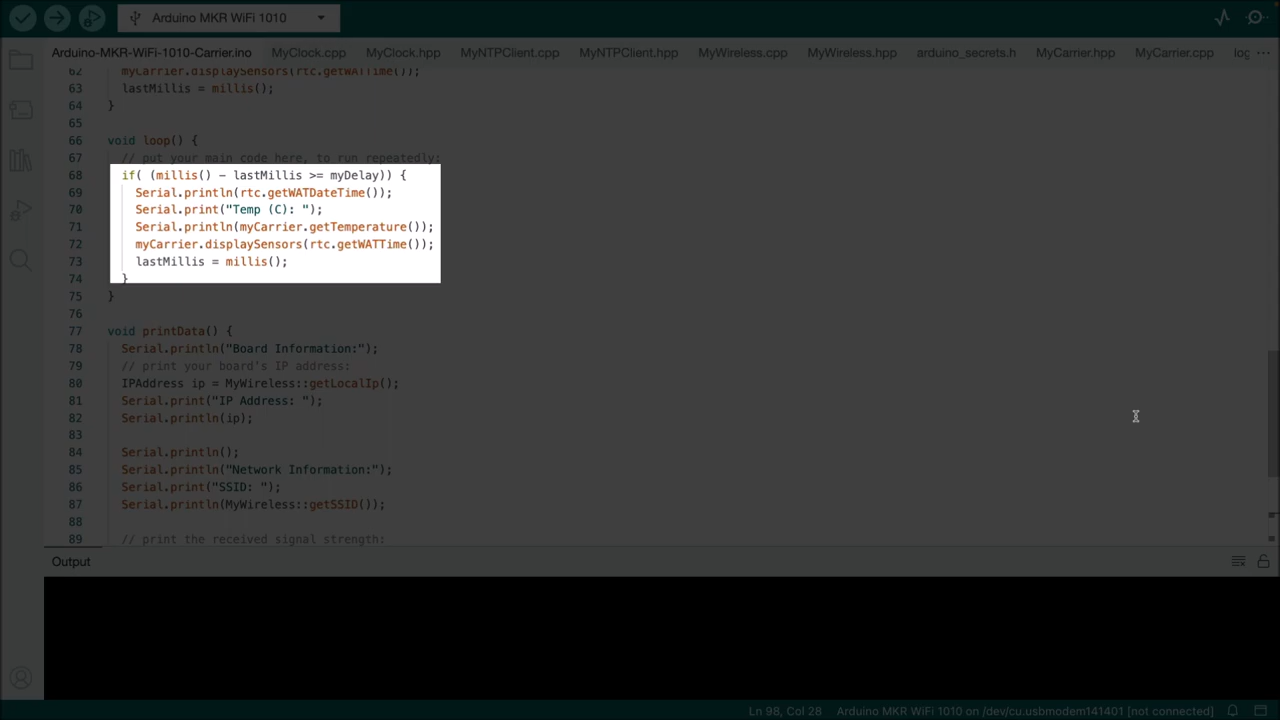 Arduino MKR WiFi 1010
Arduino-MKR-WiFi-1010-Carrier.ino MyClock.cpp MyClock.hpp MyNTPClient.cpp MyNTPClient.hpp MyWireless.cpp MyWireless.hpp arduino_secrets.h MyCarrier.hpp MyCarrier.cpp
62 myCarrier.displaySensors(rtc.getWATTime());
63 lastMillis = millis();
64 }
65
66 void loop() {
67 // put your main code here, to run repeatedly:
68 if( (millis() - lastMillis >= myDelay)) {
69 Serial.println(rtc.getWATDateTime());
70 Serial.print("Temp (C): ");
71 Serial.println(myCarrier.getTemperature());
72 myCarrier.displaySensors(rtc.getWATTime());
73 lastMillis = millis();
74 }
75 }
76
77 void printData() {
78 Serial.println("Board Information:");
79 // print your board's IP address:
80 IPAddress ip = MyWireless::getLocalIp();
81 Serial.print("IP Address: ");
82 Serial.println(ip);
83
84 Serial.println();
85 Serial.println("Network Information:");
86 Serial.print("SSID: ");
87 Serial.println(MyWireless::getSSID());
88
89 // print the received signal strength:
Output
Ln 98, Col 28 Arduino MKR WiFi 1010 on /dev/cu.usbmodem141401 [not connected]